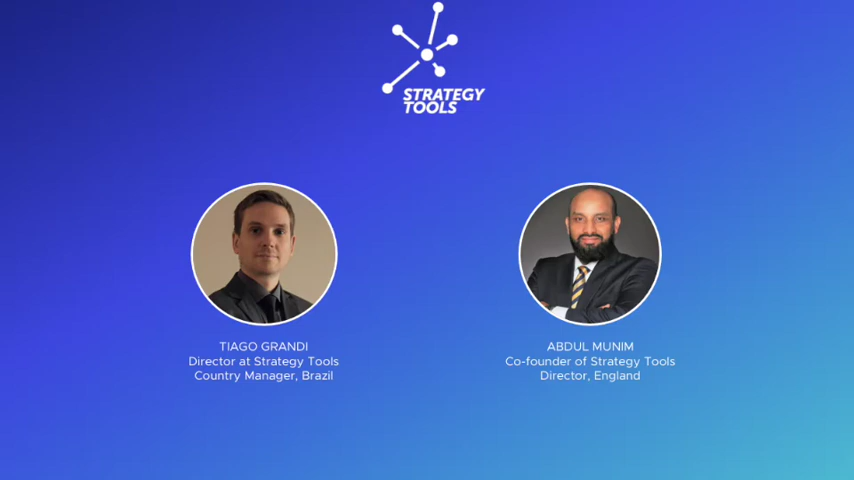 STRATEGY
TOOLS
TIAGO GRANDI
Director at Strategy Tools
Country Manager, Brazil
ABDUL MUNIM
Co-founder of Strategy Tools
Director, England